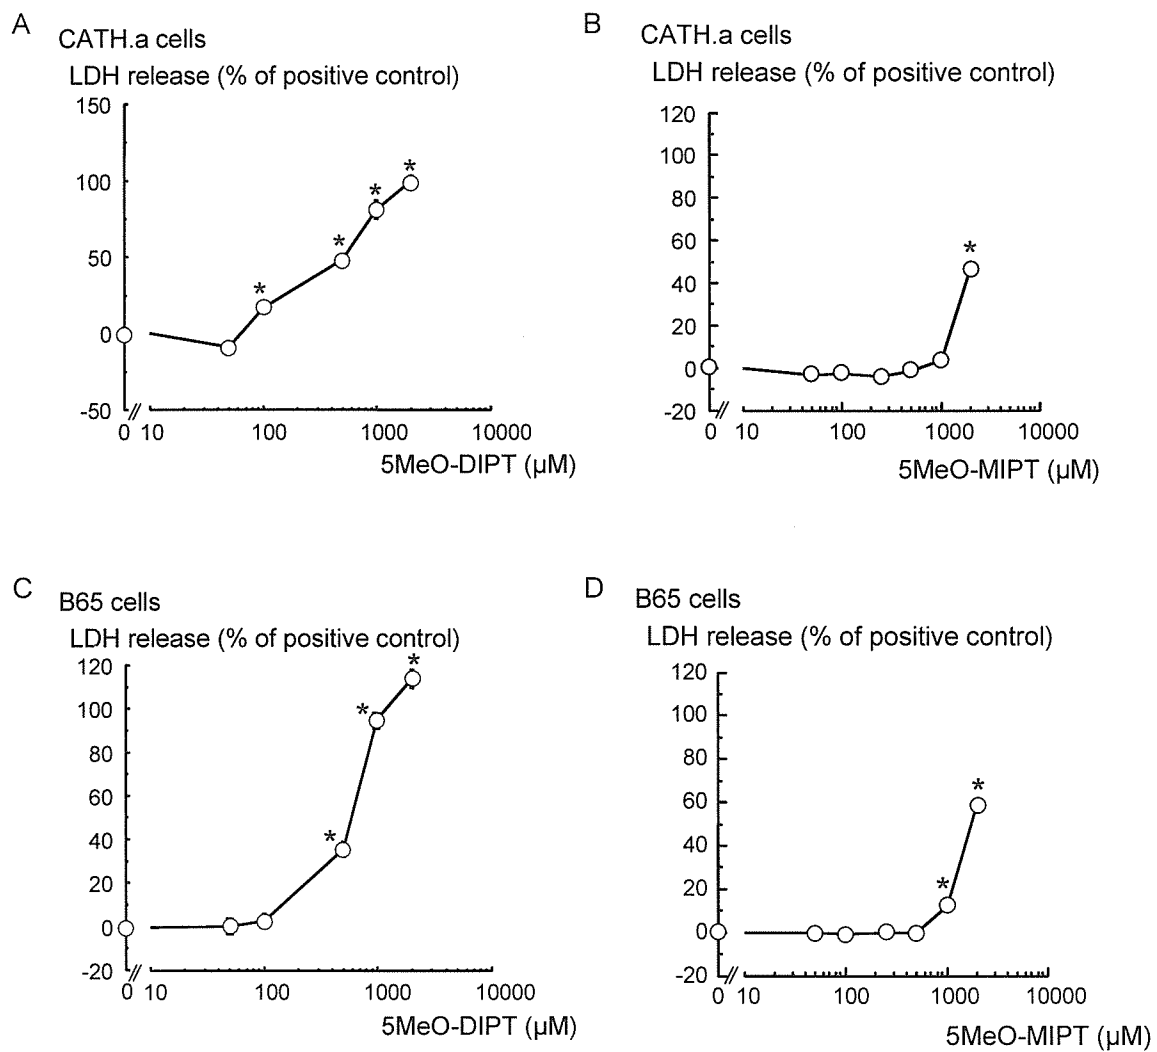 A
CATH.a cells
LDH release (% of positive control)
150
100
50
0
-50
*
*
*
*
0 10 100 1000 10000
5MeO-DIPT (µM)
B
CATH.a cells
LDH release (% of positive control)
120
100
80
60
40
20
0
-20
*
0 10 100 1000 10000
5MeO-MIPT (µM)
C
B65 cells
LDH release (% of positive control)
120
100
80
60
40
20
0
-20
*
*
*
0 10 100 1000 10000
5MeO-DIPT (µM)
D
B65 cells
LDH release (% of positive control)
120
100
80
60
40
20
0
-20
*
*
0 10 100 1000 10000
5MeO-MIPT (µM)